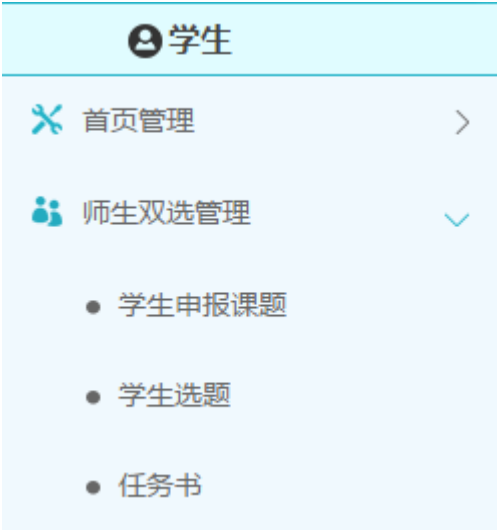 学生
首页管理
师生双选管理
学生申报课题
学生选题
任务书